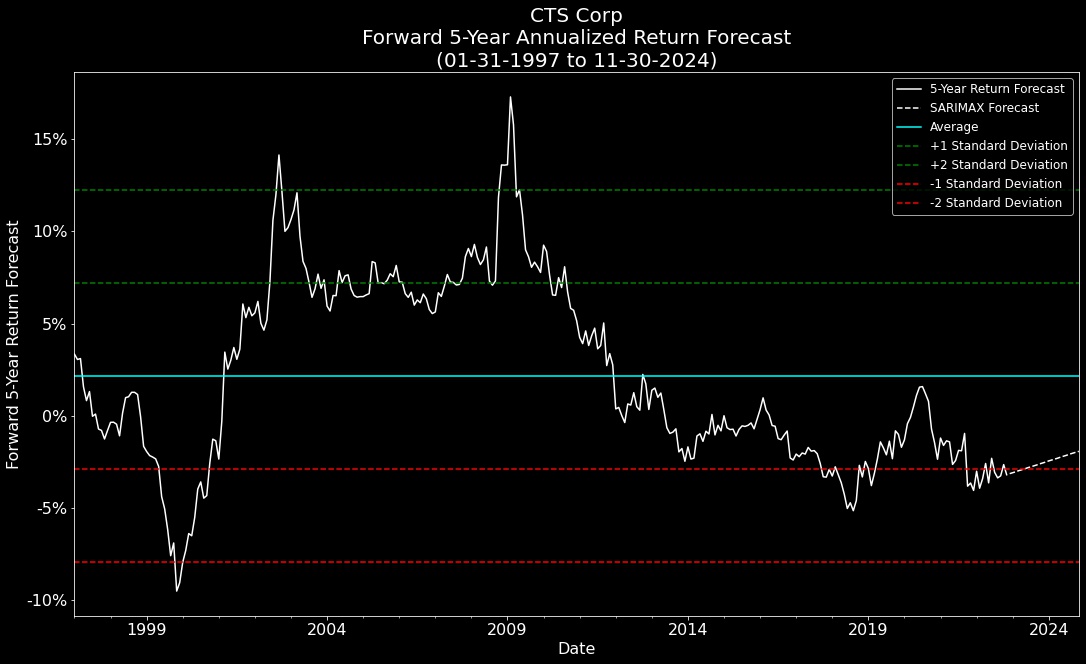 CTS Corp
Forward 5-Year Annualized Return Forecast
(01-31-1997 to 11-30-2024)
5-Year Return Forecast
SARIMAX Forecast
Average
+1 Standard Deviation
+2 Standard Deviation
-1 Standard Deviation
-2 Standard Deviation
Forward 5-Year Return Forecast
15%
10%
5%
0%
-5%
-10%
1999 2004 2009 2014 2019 2024
Date